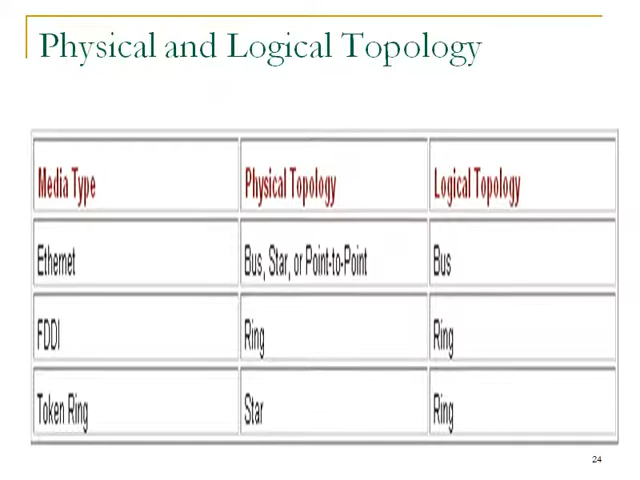 Physical and Logical Topology
Media Type Physical Topology Logical Topology
Ethernet Bus, Star, or Point-to-Point Bus
FDDI Ring Ring
Token Ring Star Ring
24